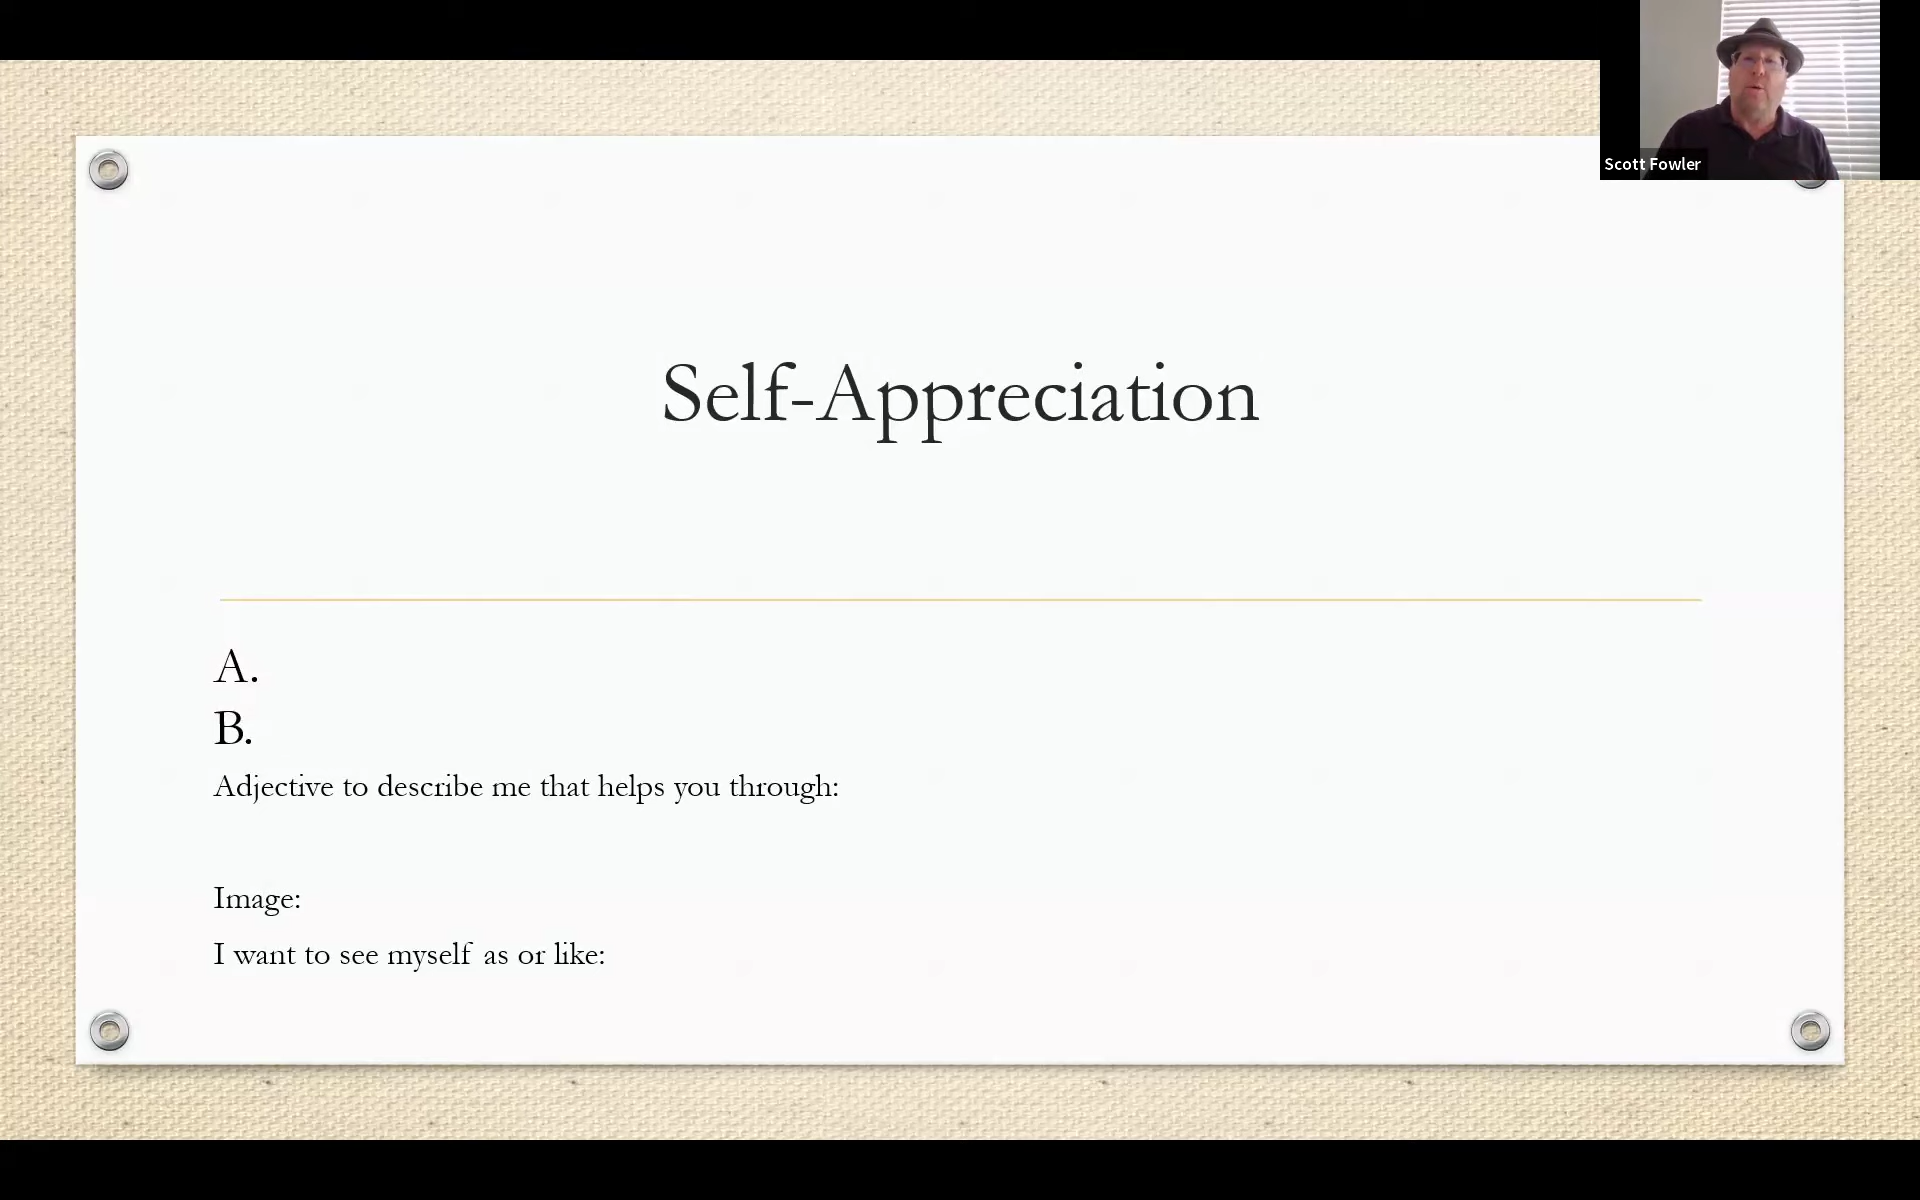 Scott Fowler
Self-Appreciation
A.
B.
Adjective to describe me that helps you through:
Image:
I want to see myself as or like: